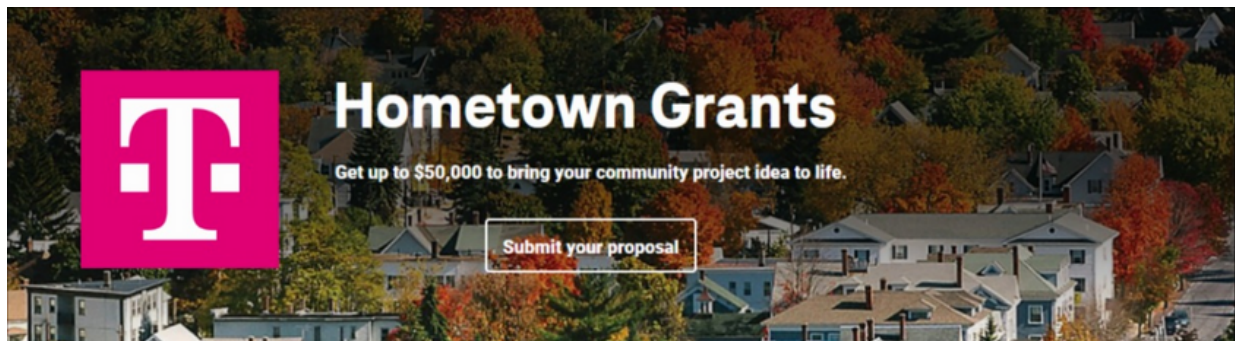 T
Hometown Grants
Get up to $50,000 to bring your community project idea to life.
Submit your proposal